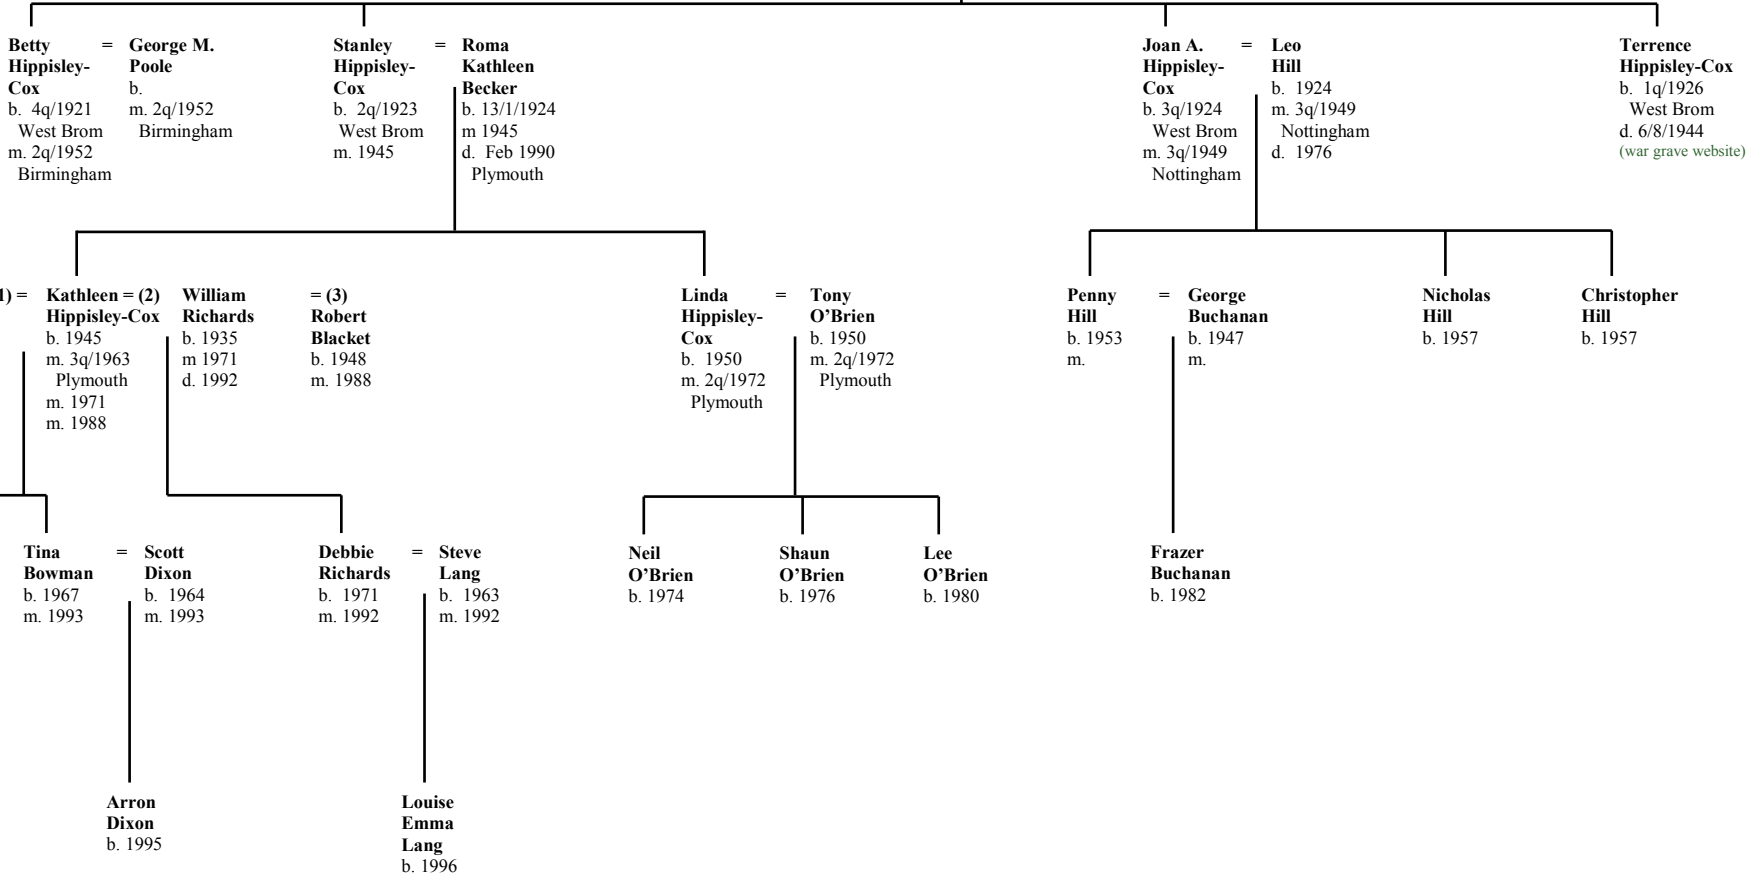 Betty = George M.
Hippisley- Poole
Cox b.
b. 4q/1921 m. 2q/1952
West Brom Birmingham
m. 2q/1952
Birmingham
Stanley = Roma
Hippisley- Kathleen
Cox Becker
b. 2q/1923 b. 13/1/1924
West Brom m 1945
m. 1945 d. Feb 1990
Plymouth
Joan A. = Leo
Hippisley- Hill
Cox b. 1924
b. 3q/1924 m. 3q/1949
West Brom Nottingham
m. 3q/1949 d. 1976
Nottingham
Terrence
Hippisley-Cox
b. 1q/1926
West Brom
d. 6/8/1944
(war grave website)
1) = Kathleen = (2) William = (3)
Hippisley-Cox Richards Robert
b. 1945 b. 1935 Blacket
m. 3q/1963 m 1971 b. 1948
Plymouth d. 1992 m. 1988
m. 1971
m. 1988
Linda = Tony
Hippisley- O’Brien
Cox b. 1950
b. 1950 m. 2q/1972
m. 2q/1972 Plymouth
Plymouth
Penny = George
Hill Buchanan
b. 1953 b. 1947
m. m.
Nicholas
Hill
b. 1957
Christopher
Hill
b. 1957
Tina = Scott
Bowman Dixon
b. 1967 b. 1964
m. 1993 m. 1993
Debbie = Steve
Richards Lang
b. 1971 b. 1963
m. 1992 m. 1992
Neil
O’Brien
b. 1974
Shaun
O’Brien
b. 1976
Lee
O’Brien
b. 1980
Frazer
Buchanan
b. 1982
Arron
Dixon
b. 1995
Louise
Emma
Lang
b. 1996